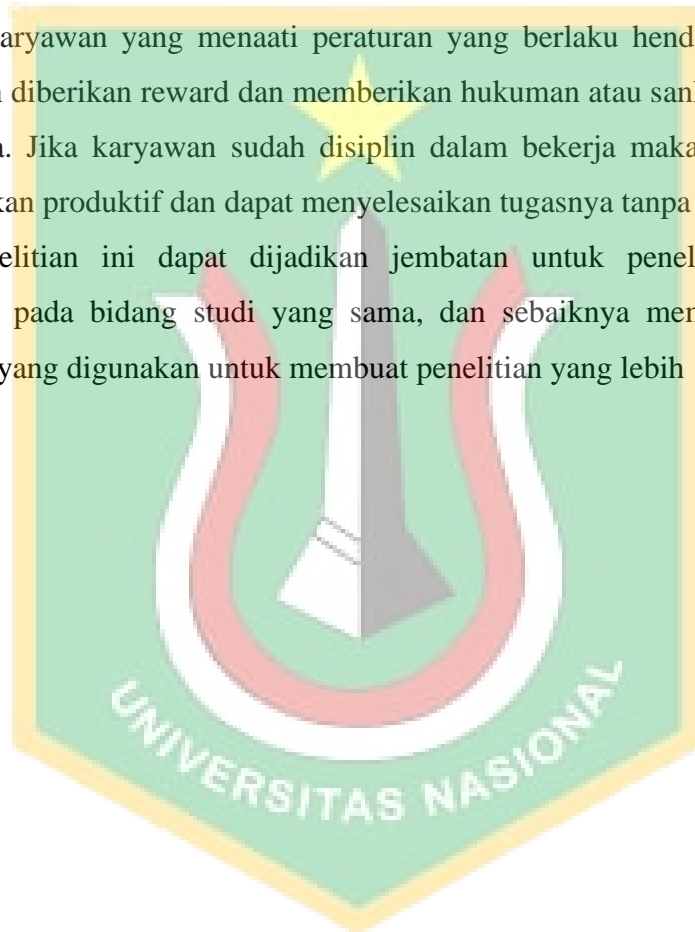 aryawan yang menaati peraturan yang berlaku hend
diberikan reward dan memberikan hukuman atau san
a. Jika karyawan sudah disiplin dalam bekerja maka
kan produktif dan dapat menyelesaikan tugasnya tanpa
elitian ini dapat dijadikan jembatan untuk penel
pada bidang studi yang sama, dan sebaiknya mer
yang digunakan untuk membuat penelitian yang lebih
UNIVERSITAS NASIONAL